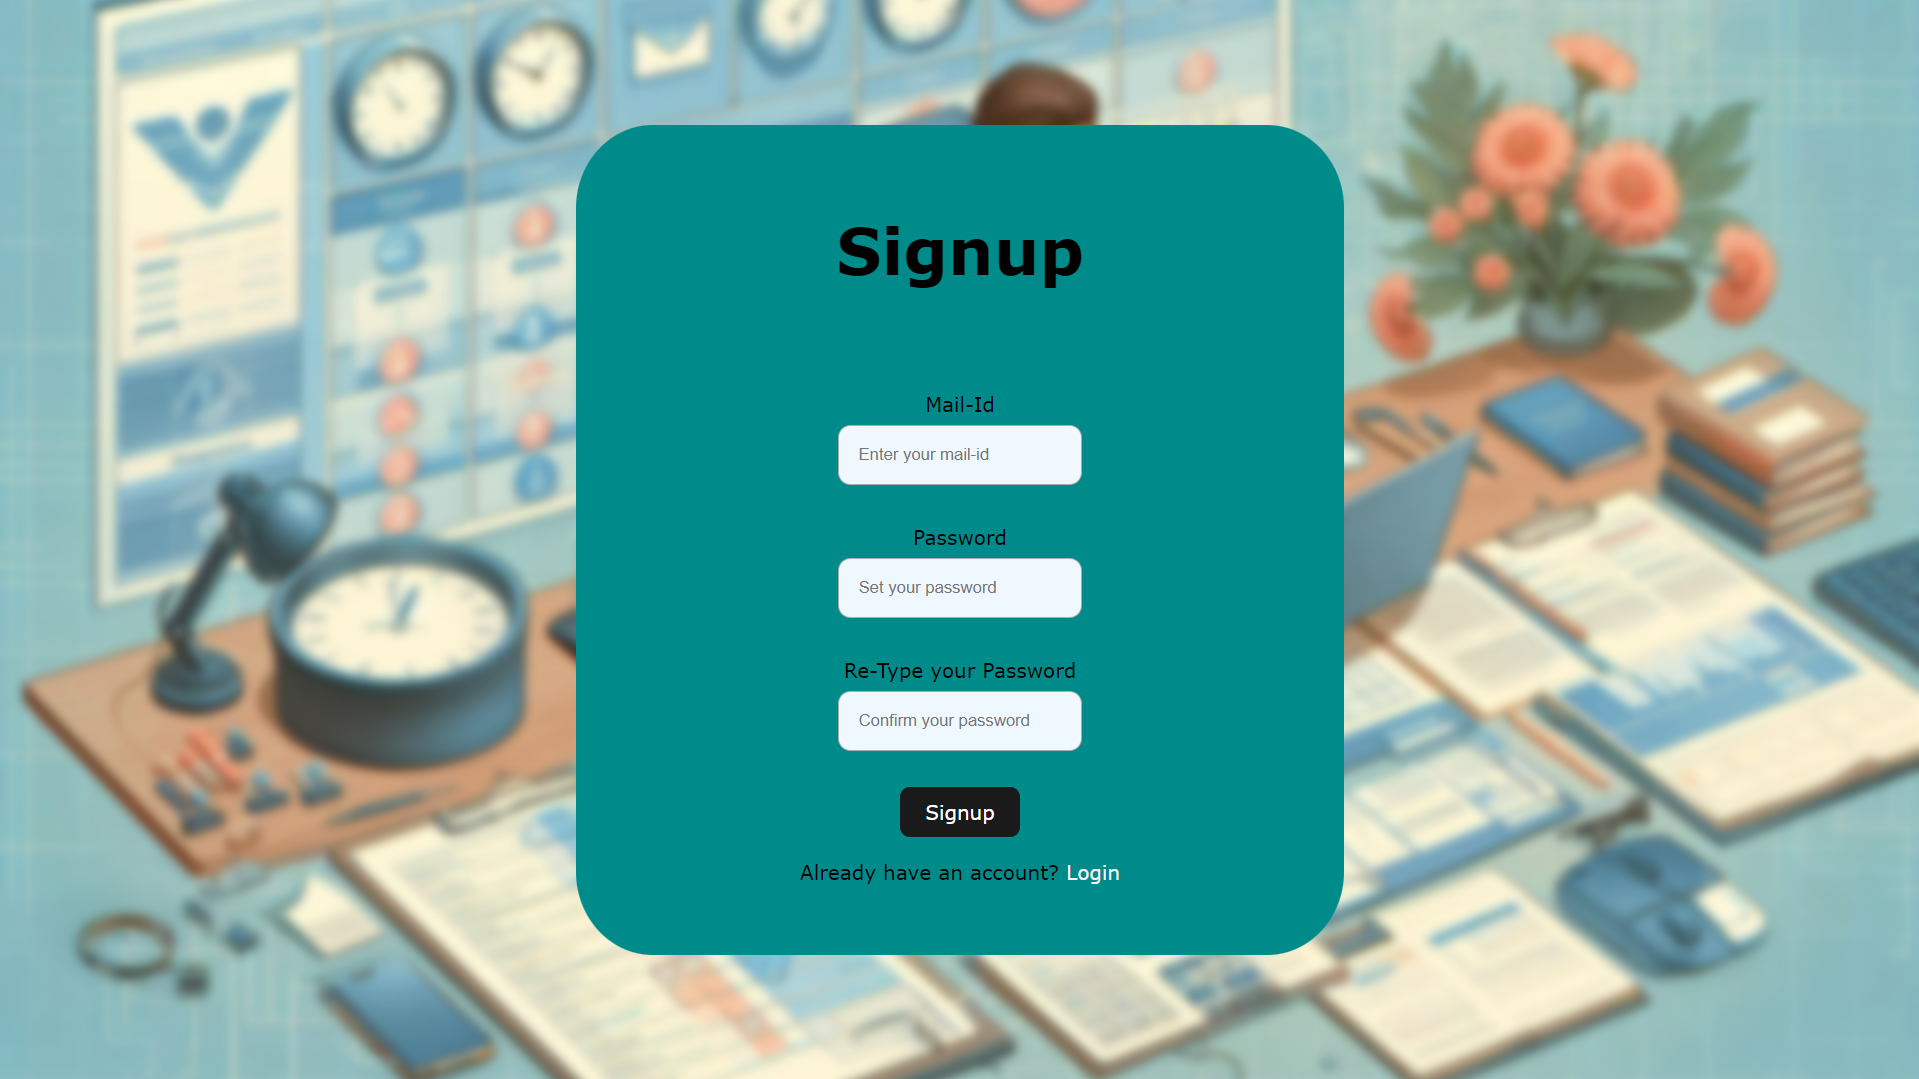 Signup
Mail-Id
Enter your mail-id
Password
Set your password
Re-Type your Password
Confirm your password
Signup
Already have an account? Login